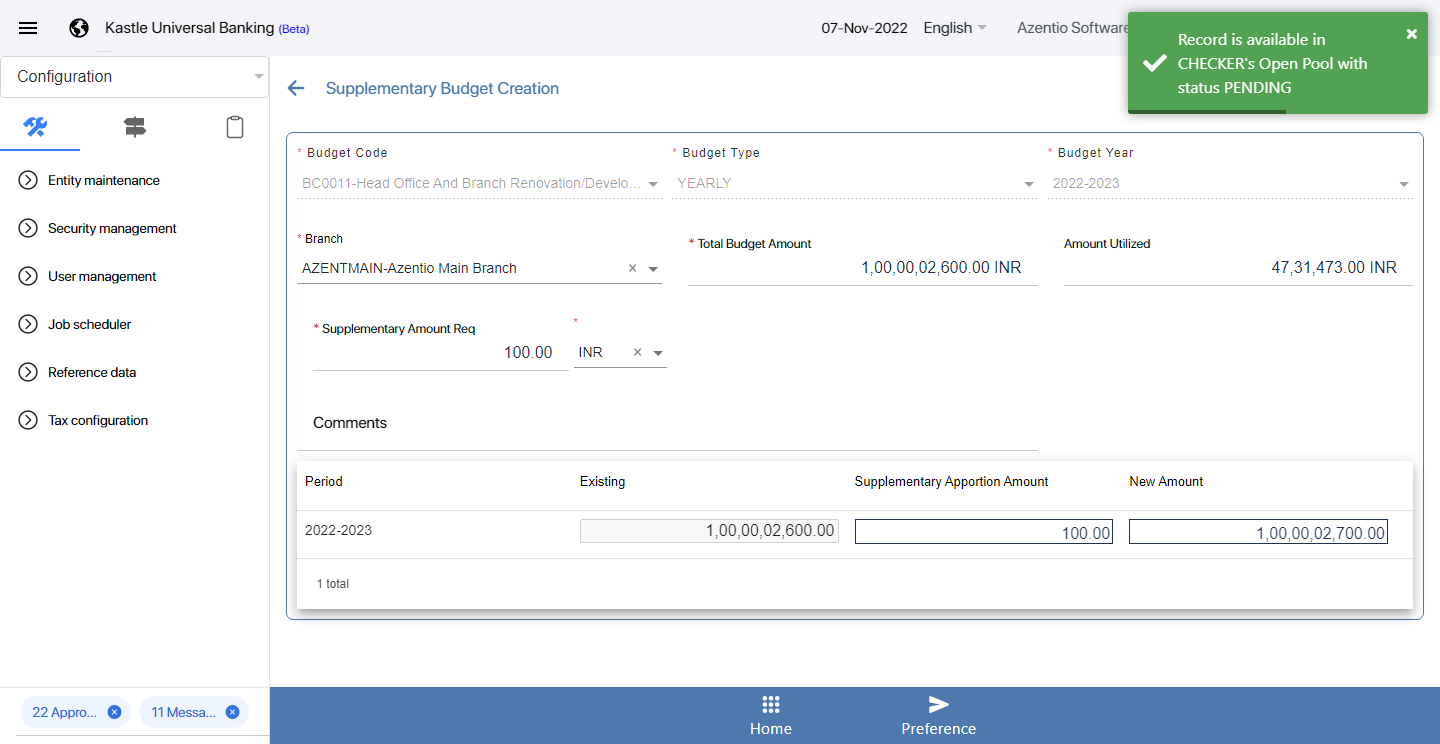 Kastle Universal Banking (Beta)
07-Nov-2022
English
Azentio Software
Record is available in
CHECKER's Open Pool with
status PENDING
Configuration
Supplementary Budget Creation
Entity maintenance
Security management
User management
Job scheduler
Reference data
Tax configuration
* Budget Code
* Budget Type
* Budget Year
BC0011-Head Office And Branch Renovation/Develo...
YEARLY
2022-2023
* Branch
* Total Budget Amount
Amount Utilized
AZENTMAIN-Azentio Main Branch
1,00,00,02,600.00 INR
47,31,473.00 INR
* Supplementary Amount Req
*
100.00
INR
Comments
Period
Existing
Supplementary Apportion Amount
New Amount
2022-2023
1,00,00,02,600.00
100.00
1,00,00,02,700.00
1 total
22 Appro...
11 Messa...
Home
Preference